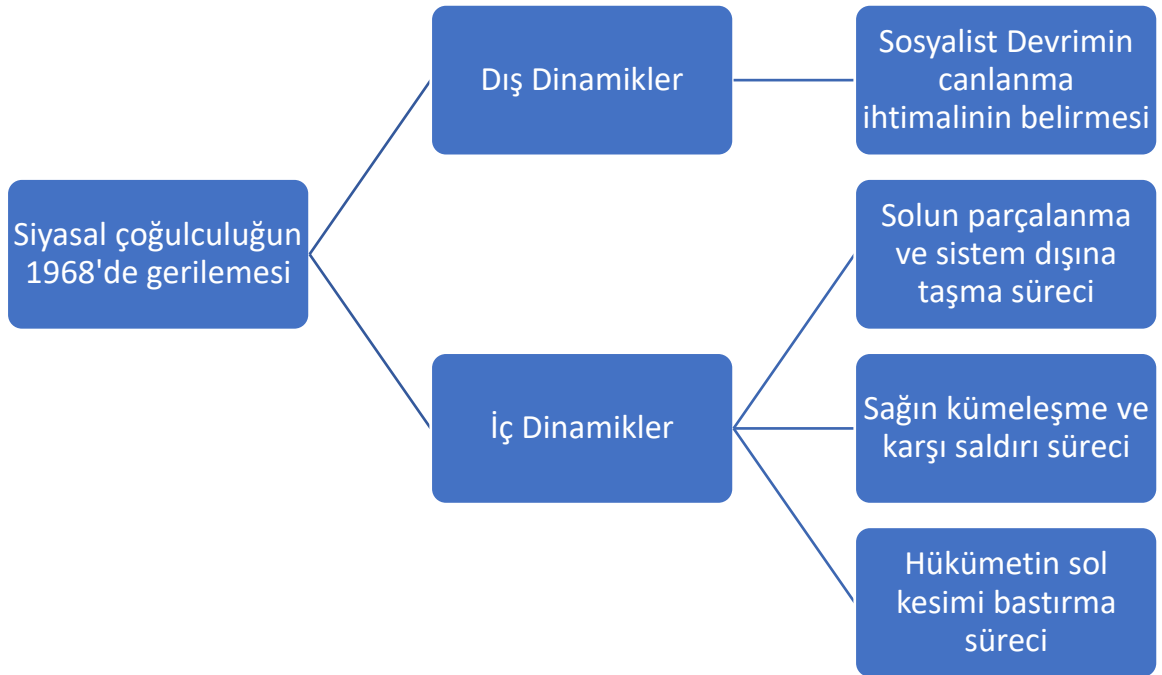 Siyasal çoğulculuğun
1968'de gerilemesi
Dış Dinamikler
Sosyalist Devrimin
canlanma
ihtimalinin belirmesi
İç Dinamikler
Solun parçalanma
ve sistem dışına
taşma süreci
Sağın kümeleşme ve
karşı saldırı süreci
Hükümetin sol
kesimi bastırma
süreci